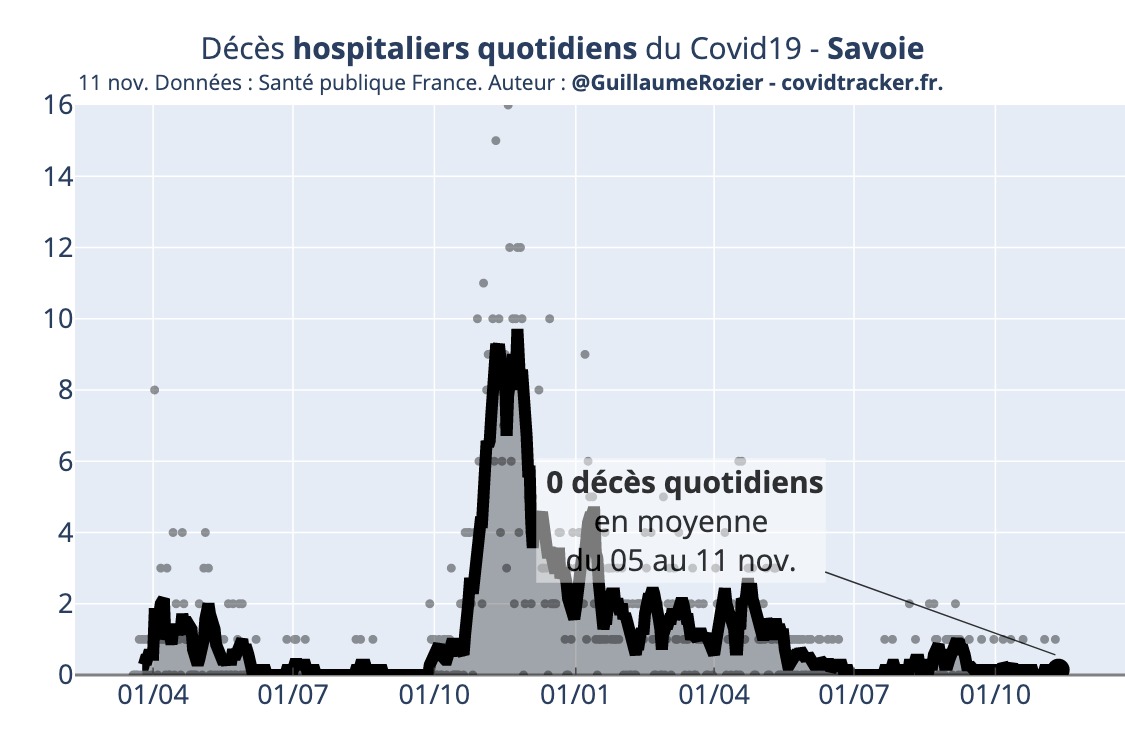 Décès hospitaliers quotidiens du Covid19 - Savoie
11 nov. Données : Santé publique France. Auteur : @GuillaumeRozier - covidtracker.fr.
16
14
12
10
8
6
4
2
0
0 décès quotidiens
en moyenne
du 05 au 11 nov.
01/04 01/07 01/10 01/01 01/04 01/07 01/10